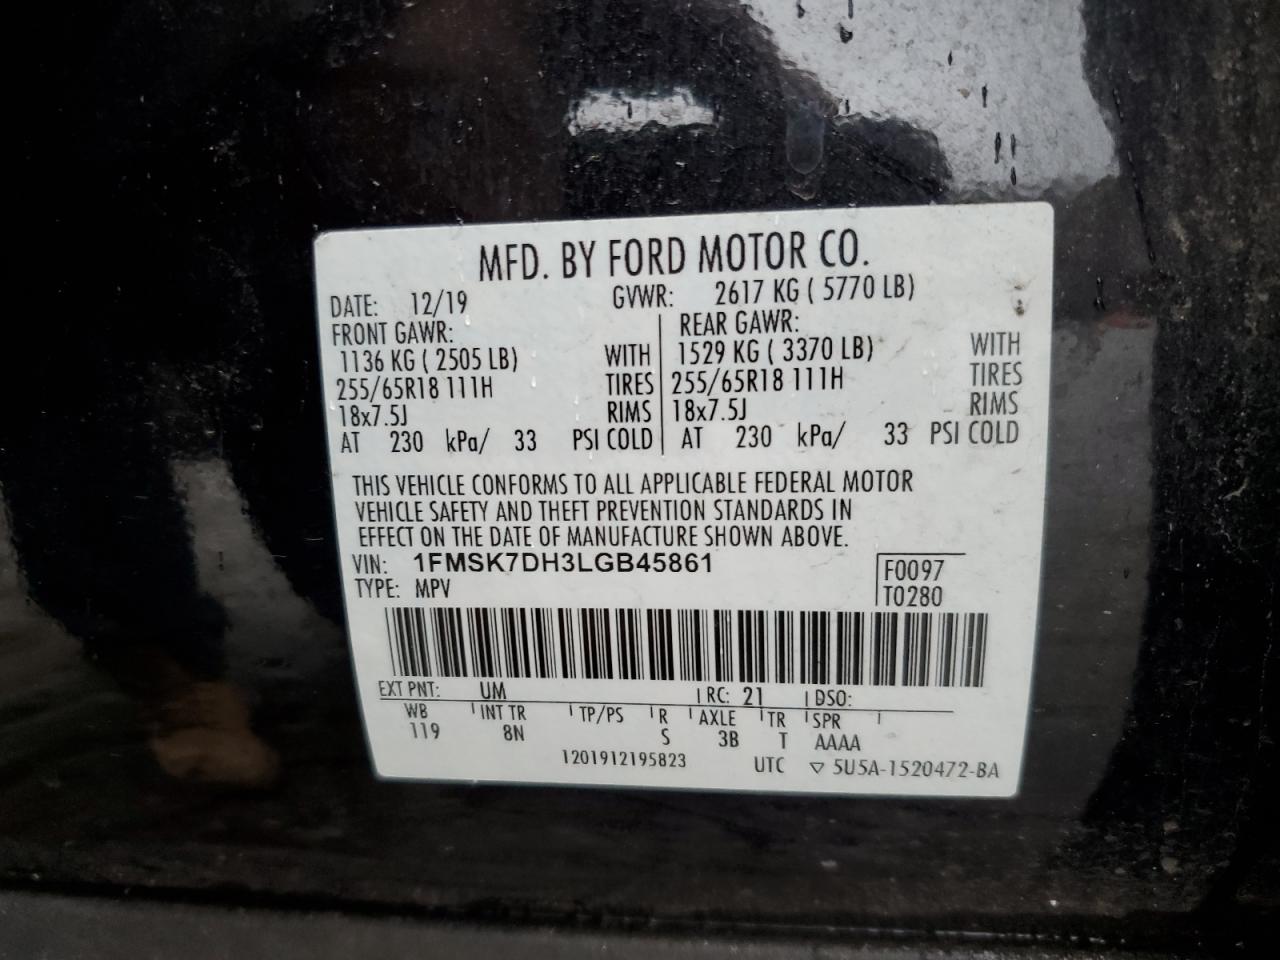 MFD. BY FORD MOTOR CO.
DATE: 12/19 GVWR: 2617 KG ( 5770 LB)
FRONT GAWR: REAR GAWR:
1136 KG ( 2505 LB) WITH 1529 KG ( 3370 LB) WITH
255/65R18 111H TIRES 255/65R18 111H TIRES
18x7.5J RIMS 18x7.5J RIMS
AT 230 kPa/ 33 PSI COLD AT 230 kPa/ 33 PSI COLD
THIS VEHICLE CONFORMS TO ALL APPLICABLE FEDERAL MOTOR
VEHICLE SAFETY AND THEFT PREVENTION STANDARDS IN
EFFECT ON THE DATE OF MANUFACTURE SHOWN ABOVE.
VIN: 1FMSK7DH3LGB45861 F0097
TYPE: MPV T0280
EXT PNT: UM RC: 21 DSO:
WB INT TR TP/PS R AXLE TR SPR
119 8N S 3B T AAAA
1201912195823 UTC ▽ 5U5A-1520472-BA